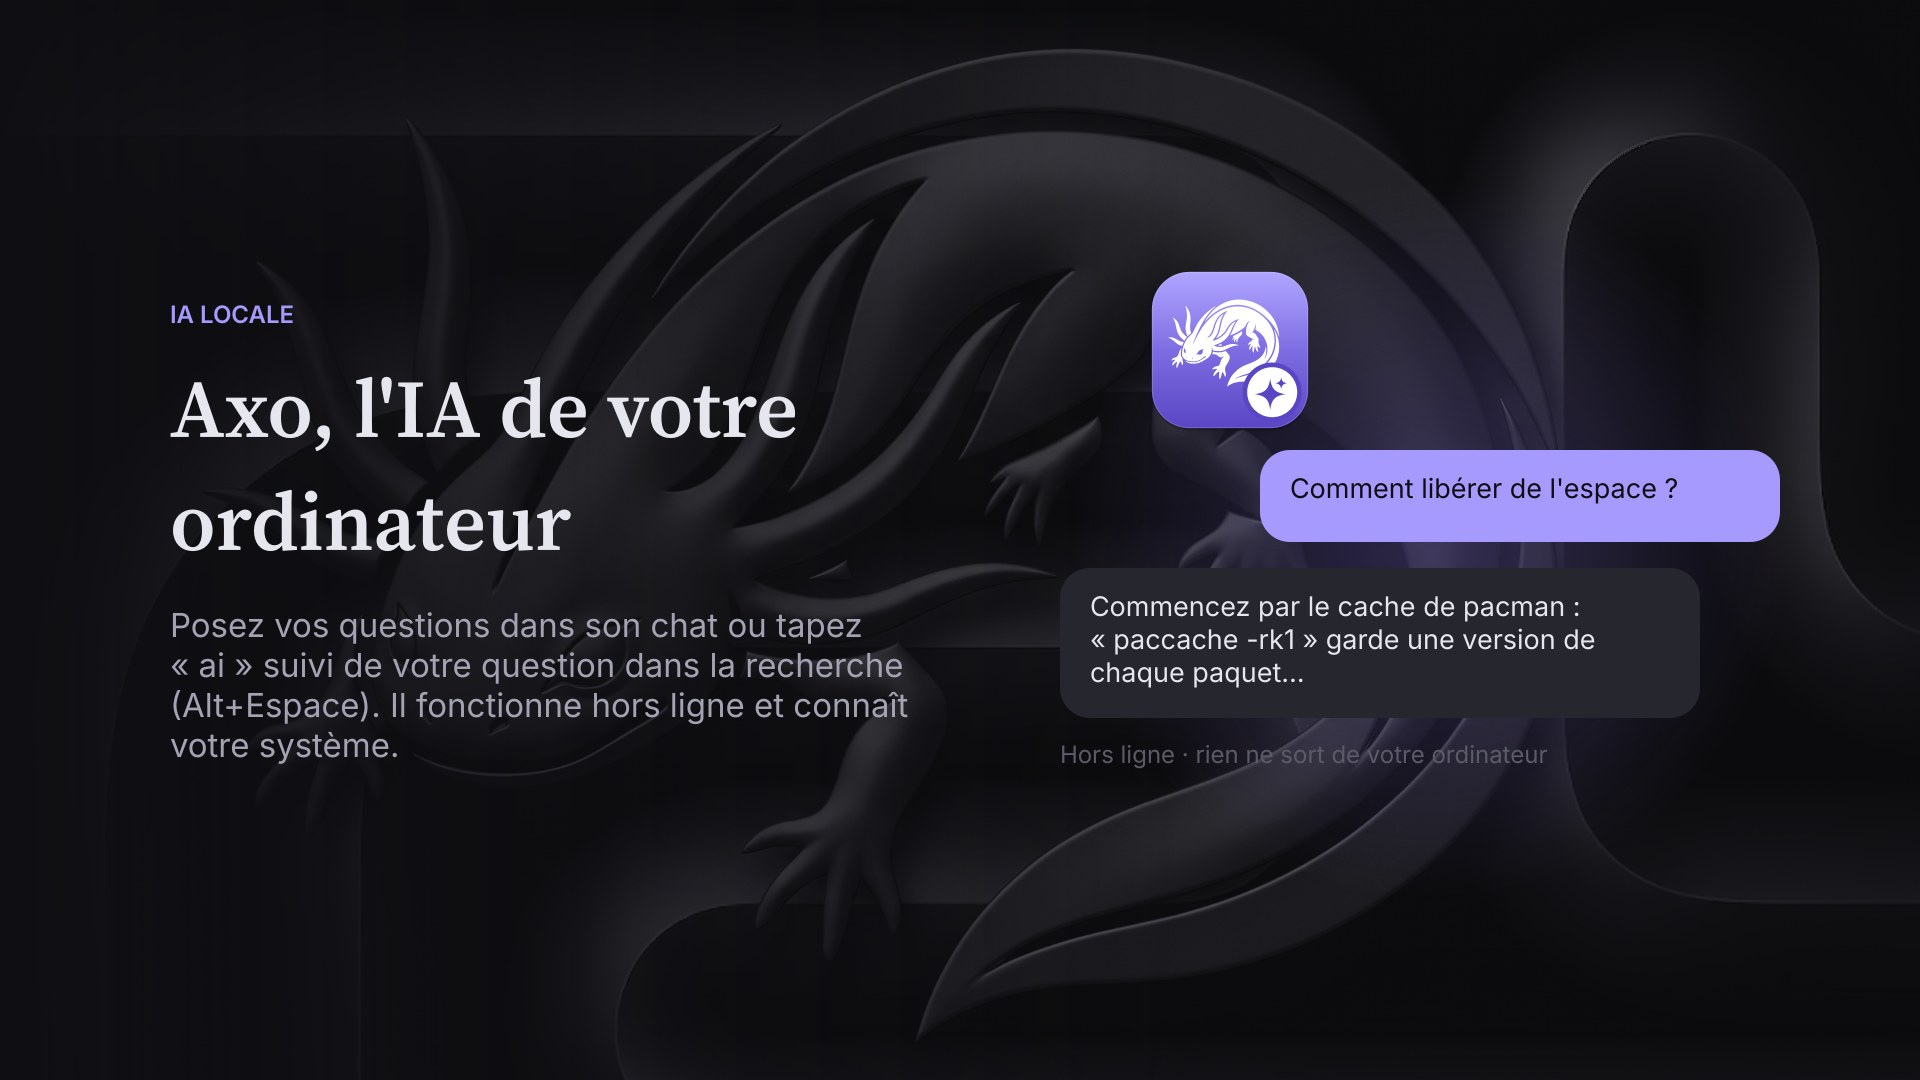 IA LOCALE
Axo, l'IA de votre
ordinateur
Posez vos questions dans son chat ou tapez
« ai » suivi de votre question dans la recherche
(Alt+Espace). Il fonctionne hors ligne et connaît
votre système.
Comment libérer de l'espace ?
Commencez par le cache de pacman :
« paccache -rk1 » garde une version de
chaque paquet...
Hors ligne · rien ne sort de votre ordinateur